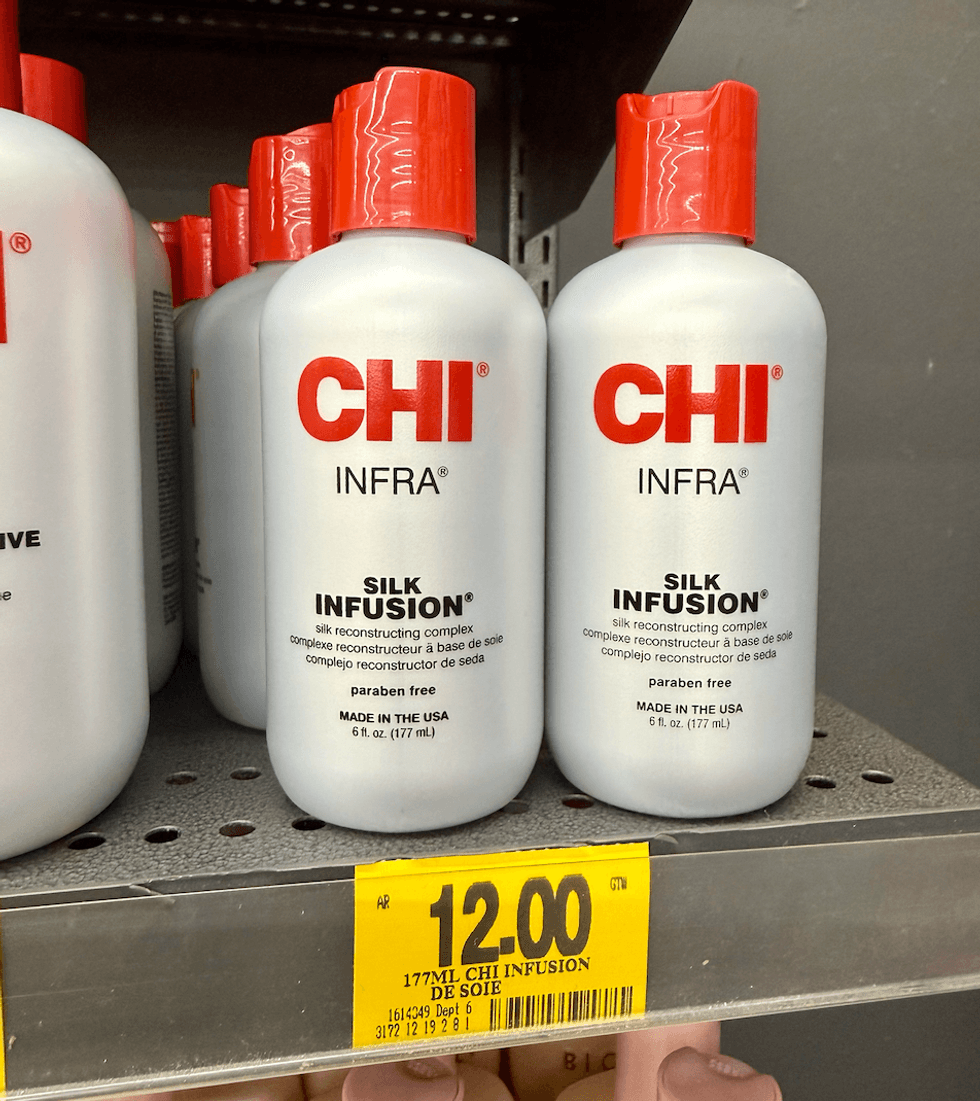 ®
IVE
e
CHI®
INFRA®
SILK
INFUSION®
silk reconstructing complex
complexe reconstructeur à base de soie
complejo reconstructor de seda
paraben free
MADE IN THE USA
6 fl. oz. (177 mL)
CHI®
INFRA®
SILK
INFUSION®
silk reconstructing complex
complexe reconstructeur à base de soie
complejo reconstructor de seda
paraben free
MADE IN THE USA
6 fl. oz. (177 mL)
AR 12.00 GTW
177ML CHI INFUSION
DE SOIE
1614349 Dept 6
3172 12 19 2 8 1
BIO